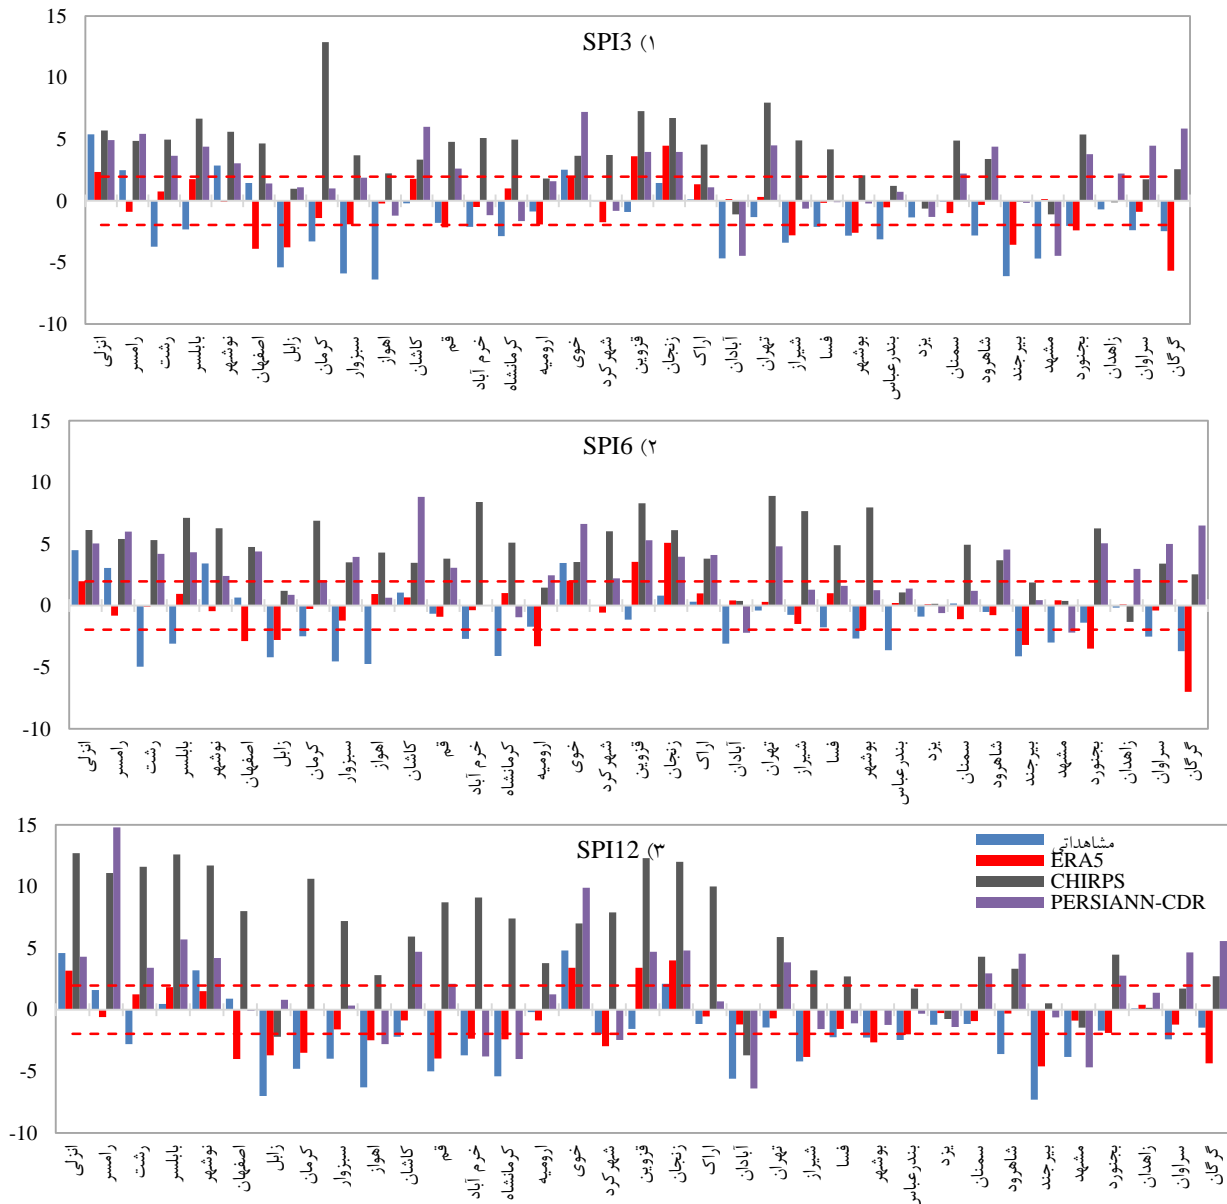 SPI3 (۱
15
10
5
0
-5
-10
انزلی
رامسر
رشت
بابلسر
نوشهر
اصفهان
زابل
کرمان
سبزوار
اهواز
کاشان
قم
خرم آباد
کرمانشاه
ارومیه
خوی
شهرکرد
قزوین
زنجان
اراک
آبادان
تهران
شیراز
فسا
بوشهر
بندرعباس
یزد
سمنان
شاهرود
بیرجند
مشهد
بجنورد
زاهدان
سراوان
گرگان
SPI6 (۲
15
10
5
0
-5
-10
انزلی
رامسر
رشت
بابلسر
نوشهر
اصفهان
زابل
کرمان
سبزوار
اهواز
کاشان
قم
خرم آباد
کرمانشاه
ارومیه
خوی
شهرکرد
قزوین
زنجان
اراک
آبادان
تهران
شیراز
فسا
بوشهر
بندرعباس
یزد
سمنان
شاهرود
بیرجند
مشهد
بجنورد
زاهدان
سراوان
گرگان
SPI12 (۳
مشاهداتی
ERA5
CHIRPS
PERSIANN-CDR
15
10
5
0
-5
-10
انزلی
رامسر
رشت
بابلسر
نوشهر
اصفهان
زابل
کرمان
سبزوار
اهواز
کاشان
قم
خرم آباد
کرمانشاه
ارومیه
خوی
شهرکرد
قزوین
زنجان
اراک
آبادان
تهران
شیراز
فسا
بوشهر
بندرعباس
یزد
سمنان
شاهرود
بیرجند
مشهد
بجنورد
زاهدان
سراوان
گرگان